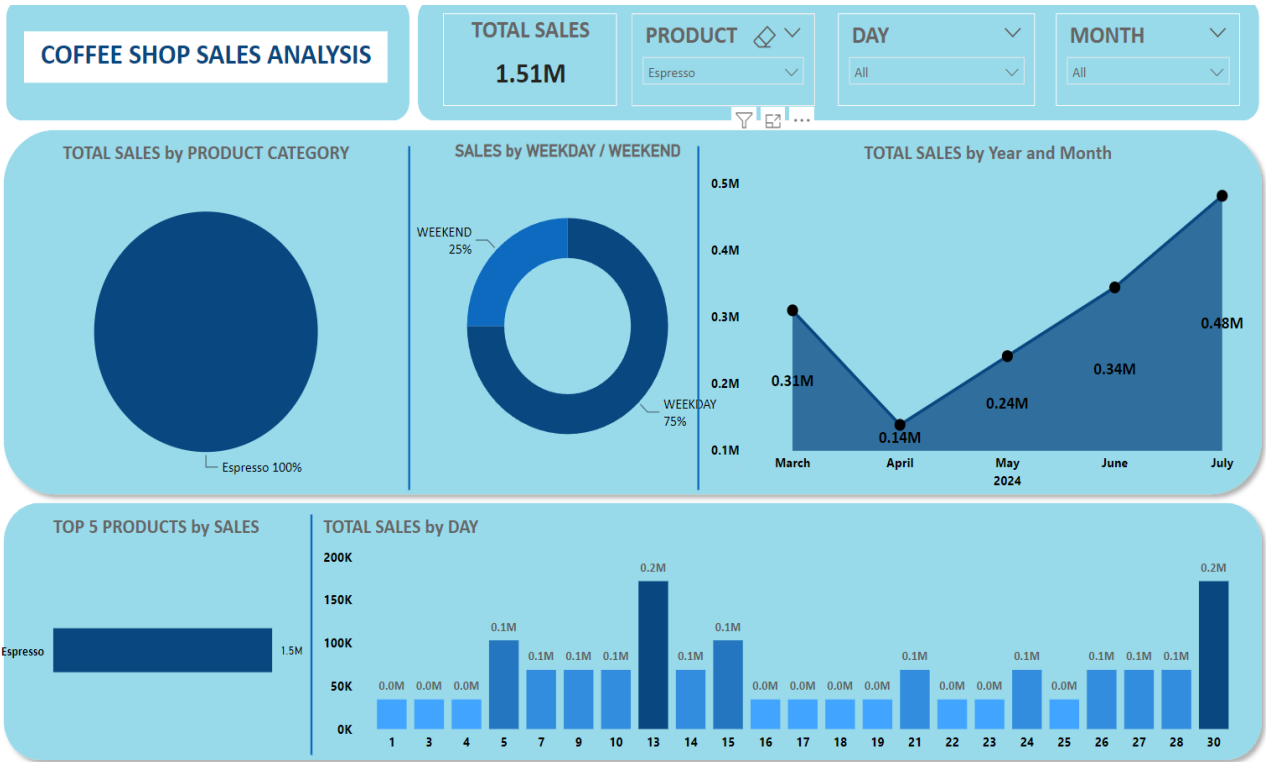 COFFEE SHOP SALES ANALYSIS
TOTAL SALES
1.51M
PRODUCT
Espresso
DAY
All
MONTH
All
TOTAL SALES by PRODUCT CATEGORY
Espresso 100%
SALES by WEEKDAY / WEEKEND
WEEKEND
25%
WEEKDAY
75%
TOTAL SALES by Year and Month
0.5M
0.4M
0.3M
0.2M
0.1M
0.31M
0.14M
0.24M
0.34M
0.48M
March April May June July
2024
TOP 5 PRODUCTS by SALES
Espresso 1.5M
TOTAL SALES by DAY
200K
150K
100K
50K
0K
0.0M 0.0M 0.0M 0.1M 0.1M 0.1M 0.1M 0.2M 0.1M 0.1M 0.0M 0.0M 0.0M 0.0M 0.1M 0.0M 0.0M 0.1M 0.0M 0.1M 0.1M 0.1M 0.2M
1 3 4 5 7 9 10 13 14 15 16 17 18 19 21 22 23 24 25 26 27 28 30